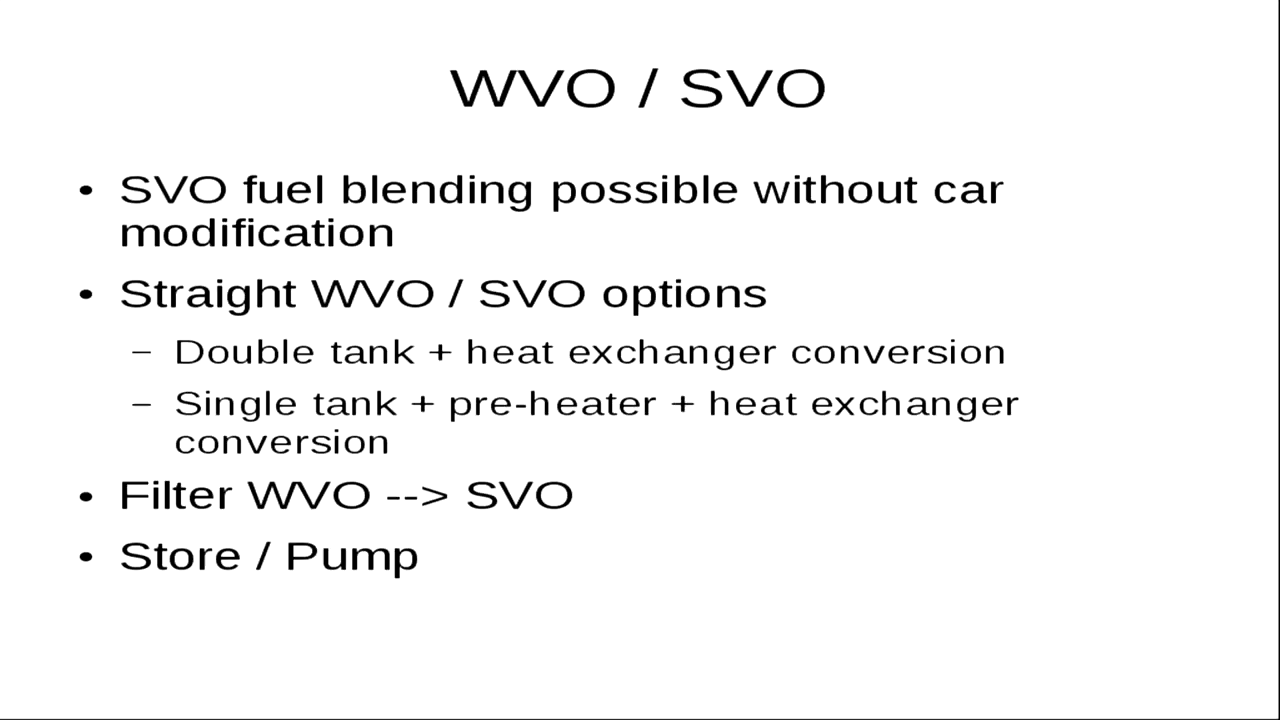 WVO / SVO
• SVO fuel blending possible without car
modification
• Straight WVO / SVO options
– Double tank + heat exchanger conversion
– Single tank + pre-heater + heat exchanger
conversion
• Filter WVO --> SVO
• Store / Pump